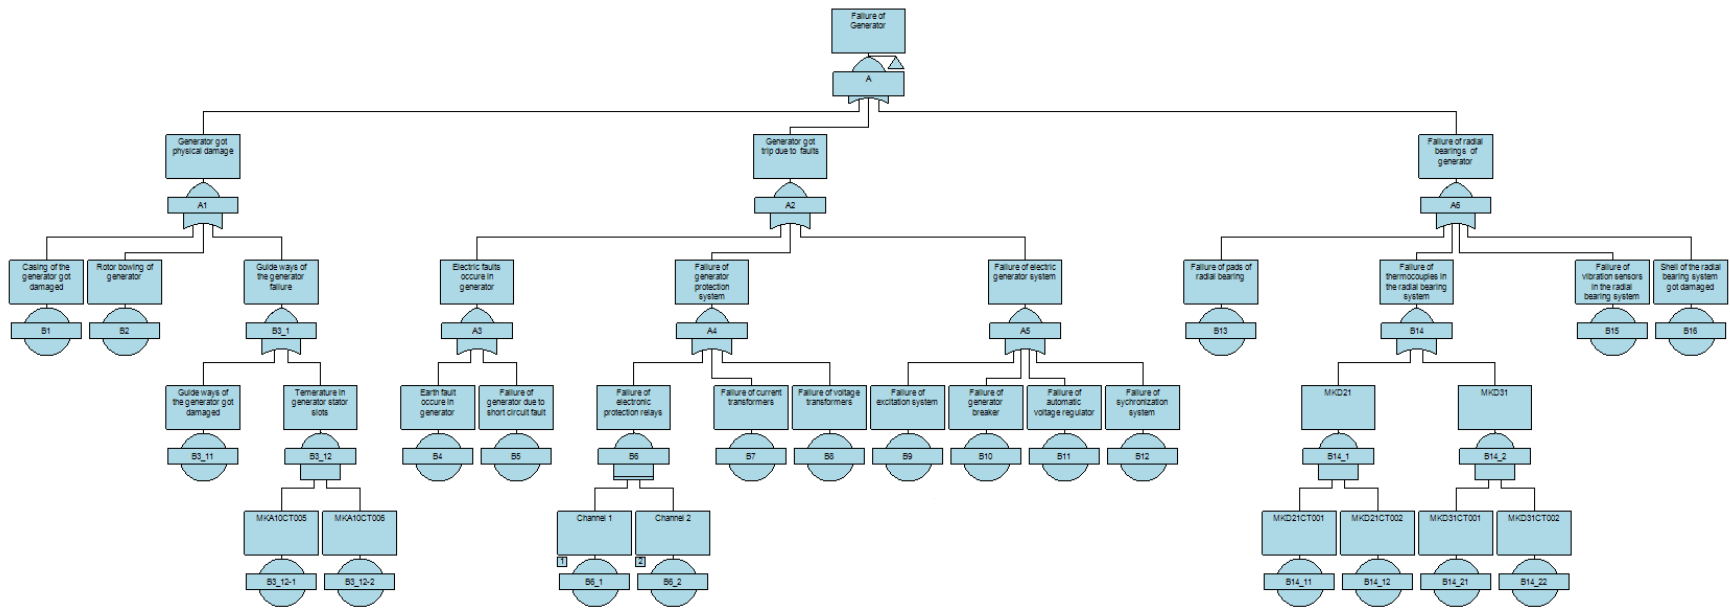 Failure of
Generator
A
Generator got
physical damage
Generator got
trip due to faults
Failure of radial
bearings of
generator
A1
A2
A6
Casing of the
generator got
damaged
Rotor bowing of
generator
Guide ways of
the generator
failure
Electric faults
occure in
generator
Failure of
generator
protection
system
Failure of electric
generator system
Failure of pads of
radial bearing
Failure of
thermocouples in
the radial bearing
system
Failure of
vibration sensors
in the radial
bearing system
Shell of the radial
bearing system
got damaged
B1
B2
B3_1
A3
A4
A5
B13
B14
B15
B16
Guide ways of
the generator got
damaged
Temerature in
generator stator
slots
Earth fault
occure in
generator
Failure of
generator due to
short circuit fault
Failure of
electronic
protection relays
Failure of current
transformers
Failure of voltage
transformers
Failure of
excitation system
Failure of
generator
breaker
Failure of
automatic
voltage regulator
Failure of
sychronization
system
MKD21
MKD31
B3_11
B3_12
B4
B5
B6
B7
B8
B9
B10
B11
B12
B14_1
B14_2
MKA10CT005
MKA10CT006
Channel 1
Channel 2
MKD21CT001
MKD21CT002
MKD31CT001
MKD31CT002
1
2
B3_12-1
B3_12-2
B6_1
B6_2
B14_11
B14_12
B14_21
B14_22